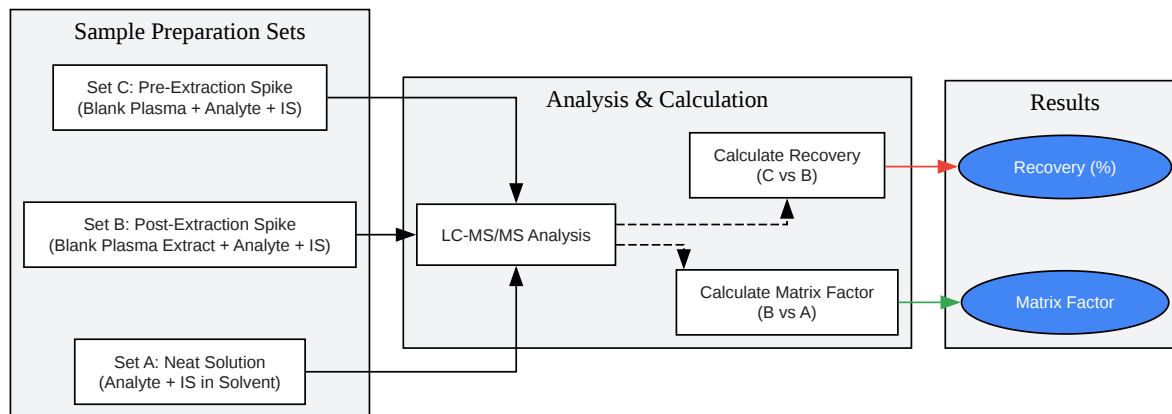 Sample Preparation Sets
Set C: Pre-Extraction Spike
(Blank Plasma + Analyte + IS)
Set B: Post-Extraction Spike
(Blank Plasma Extract + Analyte + IS)
Set A: Neat Solution
(Analyte + IS in Solvent)
Analysis & Calculation
LC-MS/MS Analysis
Calculate Recovery
(C vs B)
Calculate Matrix Factor
(B vs A)
Results
Recovery (%)
Matrix Factor